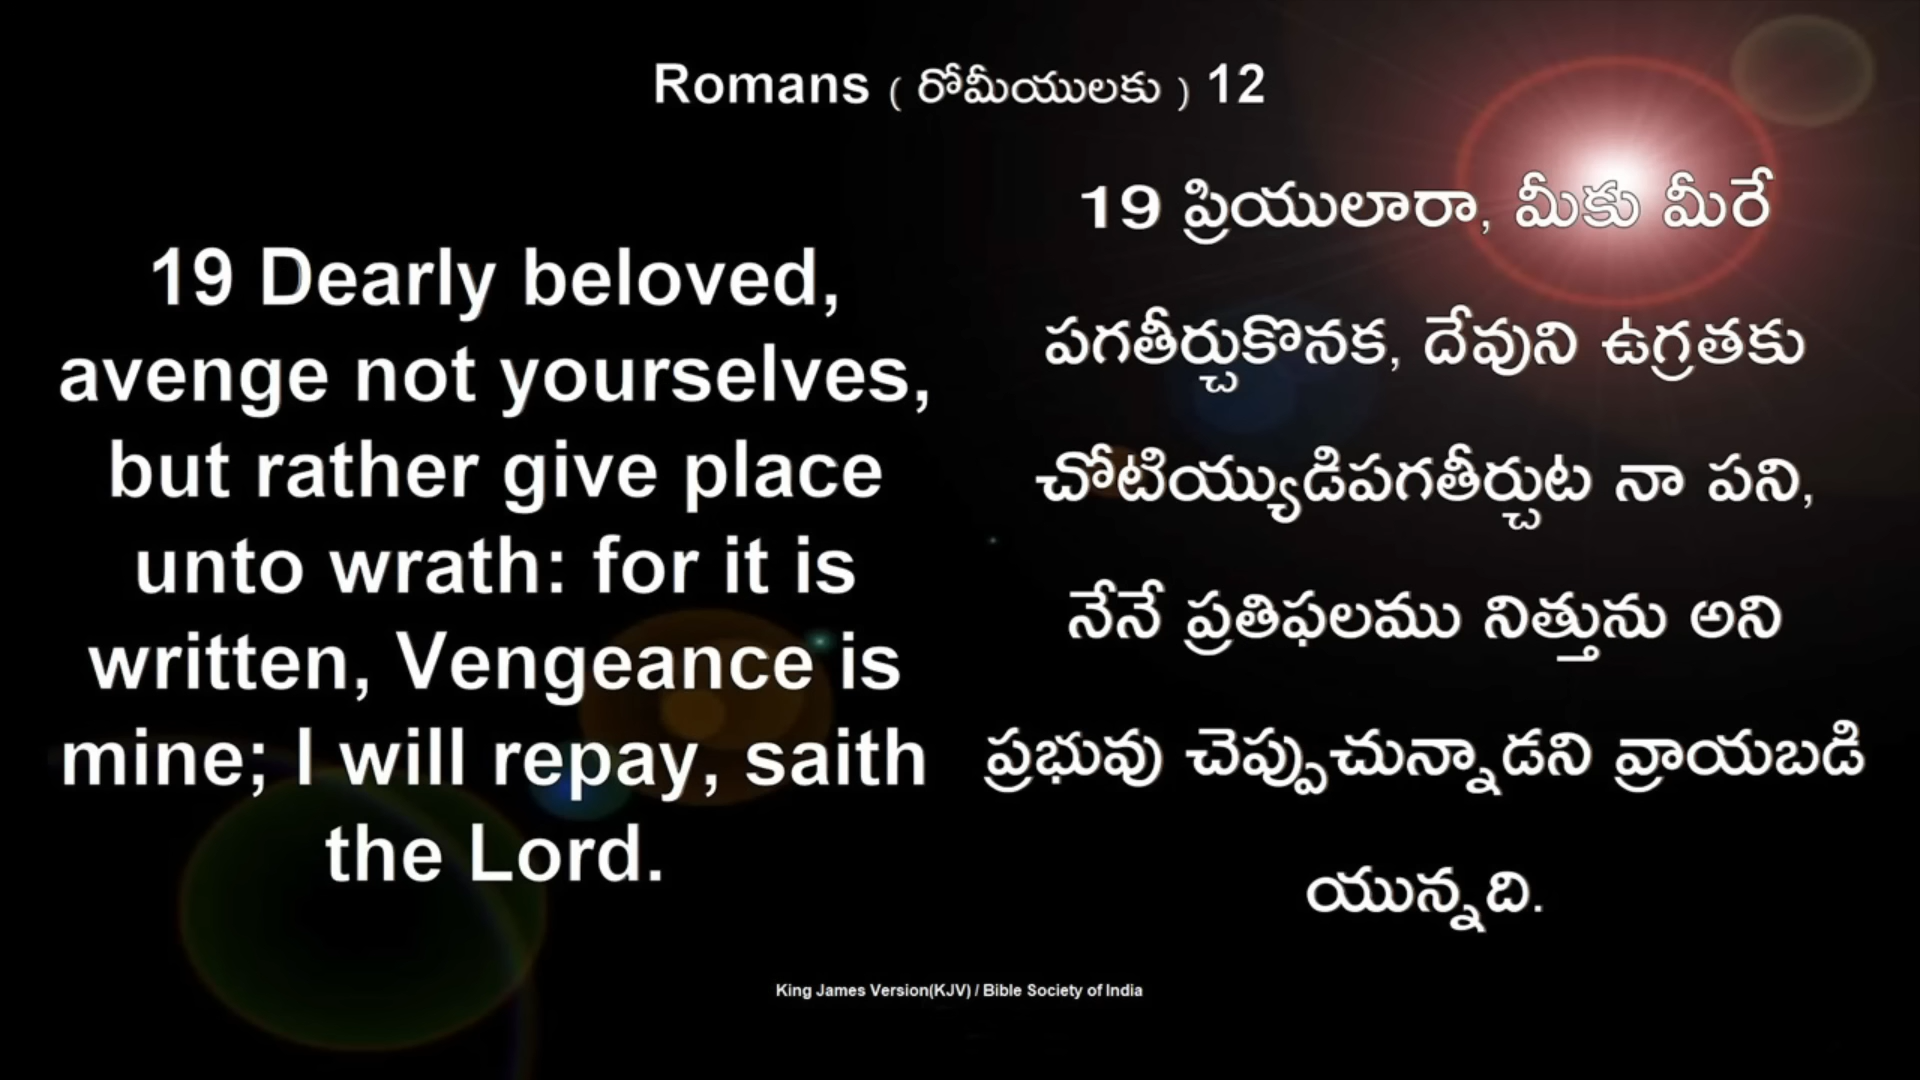 Romans ( రోమీయులకు ) 12
19 Dearly beloved,
avenge not yourselves,
but rather give place
unto wrath: for it is
written, Vengeance is
mine; I will repay, saith
the Lord.
19 ప్రియులారా, మీకు మీరే
పగతీర్చుకొనక, దేవుని ఉగ్రతకు
చోటియ్యుడిపగతీర్చుట నా పని,
నేనే ప్రతిఫలము నిత్తును అని
ప్రభువు చెప్పుచున్నాడని వ్రాయబడి
యున్నది.
King James Version(KJV) / Bible Society of India